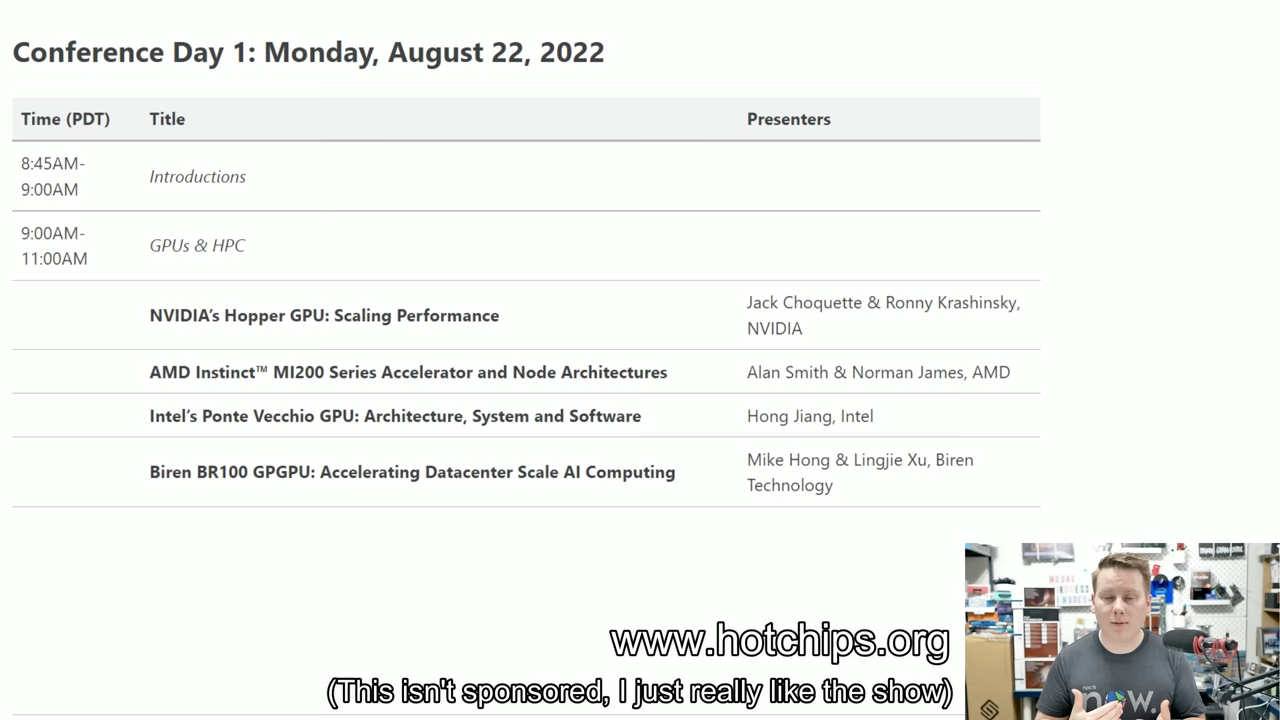 Conference Day 1: Monday, August 22, 2022
Time (PDT) Title Presenters
8:45AM-
9:00AM
Introductions
9:00AM-
11:00AM
GPUs & HPC
NVIDIA’s Hopper GPU: Scaling Performance
Jack Choquette & Ronny Krashinsky,
NVIDIA
AMD Instinct™ MI200 Series Accelerator and Node Architectures
Alan Smith & Norman James, AMD
Intel’s Ponte Vecchio GPU: Architecture, System and Software
Hong Jiang, Intel
Biren BR100 GPGPU: Accelerating Datacenter Scale AI Computing
Mike Hong & Lingjie Xu, Biren
Technology
www.hotchips.org
(This isn't sponsored, I just really like the show)
now.